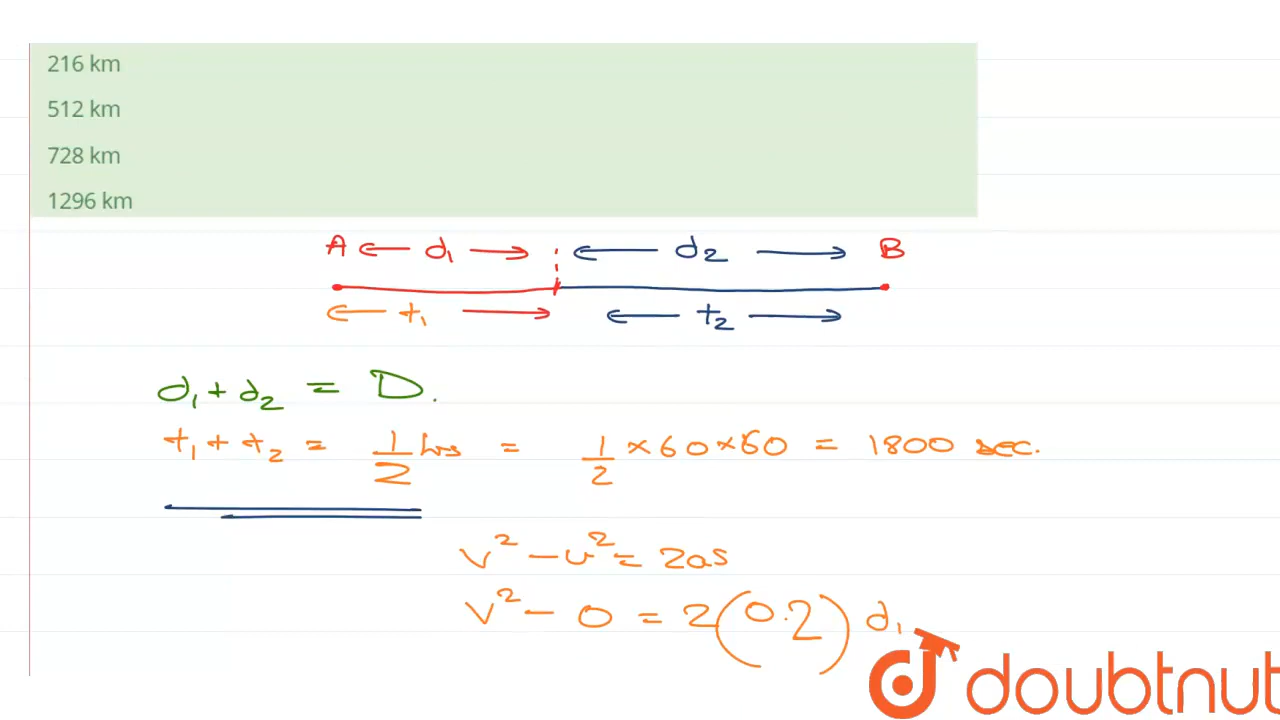 216 km
512 km
728 km
1296 km
A ← d₁ → ← d₂ → B
← t₁ → ← t₂ →
d₁ + d₂ = D.
t₁ + t₂ = 1/2 hrs = 1/2 × 60 × 60 = 1800 sec.
v² - u² = 2as
v² - 0 = 2(0.2) d₁
doubtnut